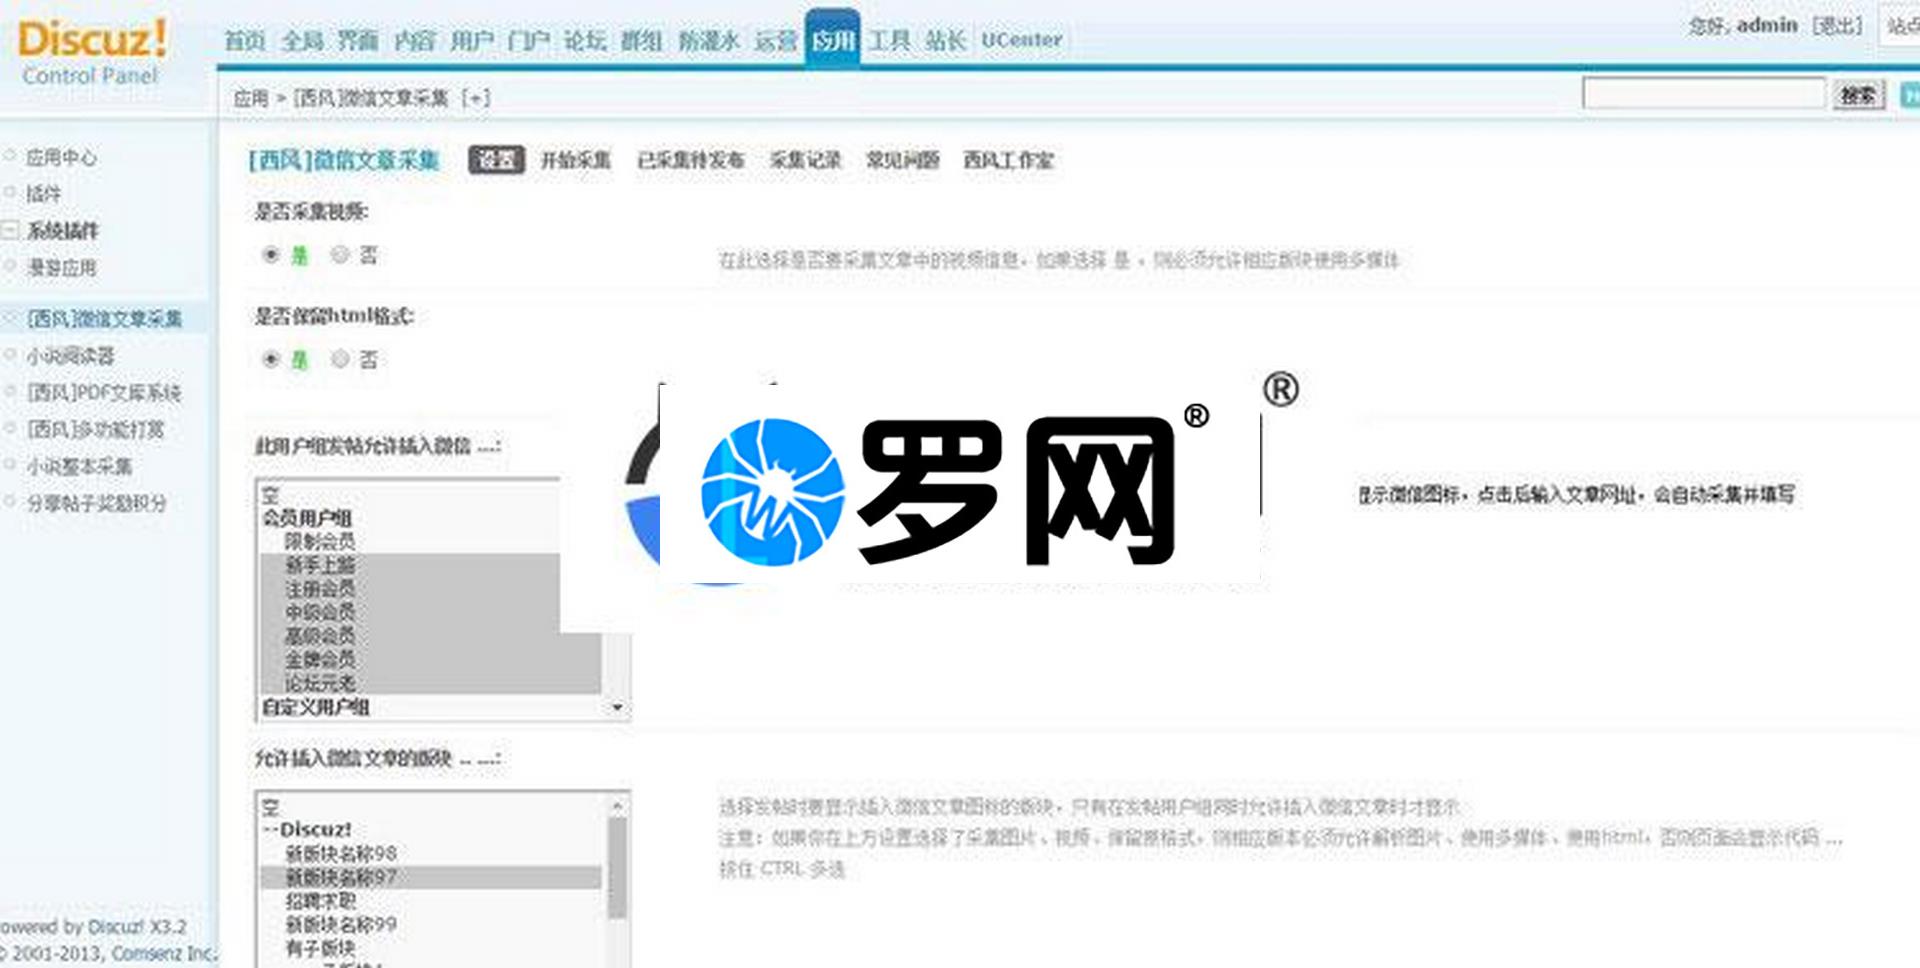 Discuz!
Control Panel
首页 全局 界面 内容 用户 门户 论坛 群组 防灌水 运营 应用 工具 站长 UCenter
您好, admin [退出] 站点
应用 » [西风]微信文章采集 [+]
搜索
应用中心
插件
系统插件
漫游应用
[西风]微信文章采集
小说阅读器
[西风]PDF文库系统
[西风]多功能打赏
小说整本采集
分享帖子奖励积分
owered by Discuz! X3.2
© 2001-2013, Comsenz Inc.
[西风]微信文章采集 设置 开始采集 已采集待发布 采集记录 常见问题 西风工作室
是否采集视频:
是 否
在此选择是否要采集文章中的视频信息，如果选择 是 ，则必须允许相应版块使用多媒体
是否保留html格式:
是 否
此用户组发帖允许插入微信 ....:
空
会员用户组
限制会员
新手上路
注册会员
中级会员
高级会员
金牌会员
论坛元老
自定义用户组
罗网®
®
显示微信图标，点击后输入文章网址，会自动采集并填写
允许插入微信文章的版块 .. ....:
空
--Discuz!
新版块名称98
新版块名称97
招聘求职
新版块名称99
有子版块
选择发帖时要显示插入微信文章图标的版块，只有在发帖用户组同时允许插入微信文章时才显示
注意：如果你在上方设置选择了采集图片、视频、保留原格式，则相应版本必须允许解析图片、使用多媒体、使用html，否则页面会显示代码 ...
按住 CTRL 多选